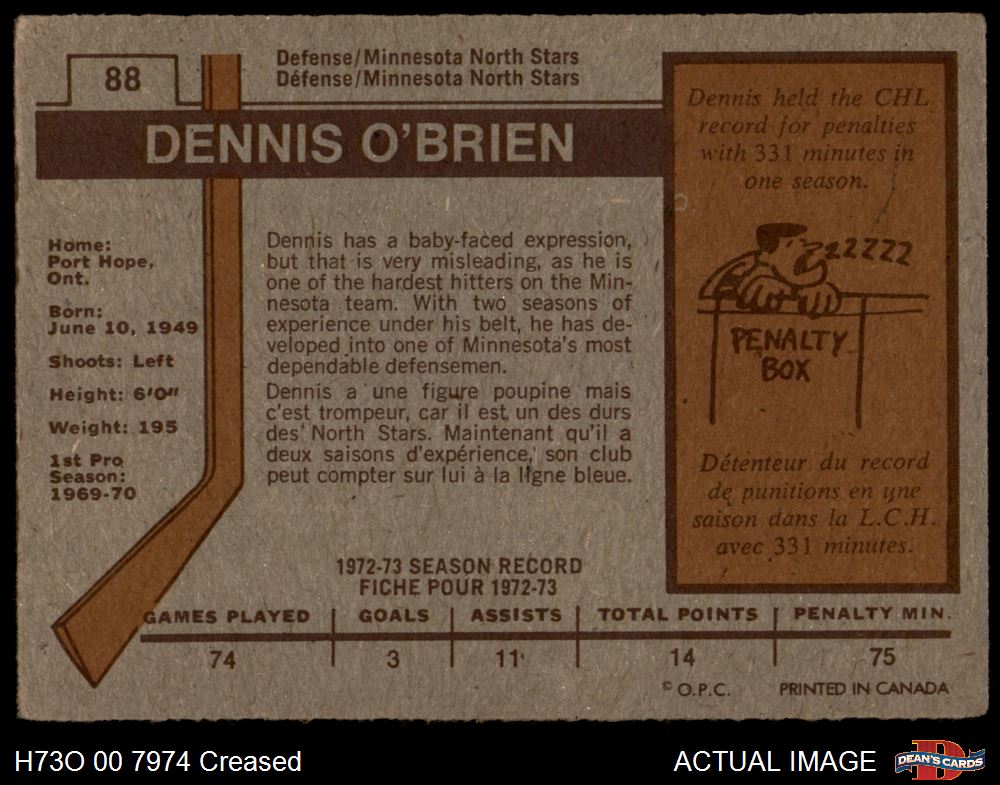 88
Defense/Minnesota North Stars
Défense/Minnesota North Stars
DENNIS O'BRIEN
Home:
Port Hope,
Ont.
Born:
June 10, 1949
Shoots: Left
Height: 6'0"
Weight: 195
1st Pro
Season:
1969-70
Dennis has a baby-faced expression,
but that is very misleading, as he is
one of the hardest hitters on the Min-
nesota team. With two seasons of
experience under his belt, he has de-
veloped into one of Minnesota's most
dependable defensemen.
Dennis a une figure poupine mais
c'est trompeur, car il est un des durs
des North Stars. Maintenant qu'il a
deux saisons d'expérience, son club
peut compter sur lui à la ligne bleue.
Dennis held the CHL
record for penalties
with 331 minutes in
one season.
ZZZZZZ
PENALTY
BOX
Détenteur du record
de punitions en une
saison dans la L.C.H.
avec 331 minutes.
1972-73 SEASON RECORD
FICHE POUR 1972-73
GAMES PLAYED GOALS ASSISTS TOTAL POINTS PENALTY MIN.
74 3 11 14 75
© O.P.C. PRINTED IN CANADA
H73O 00 7974 Creased
ACTUAL IMAGE
D
DEAN'S CARDS